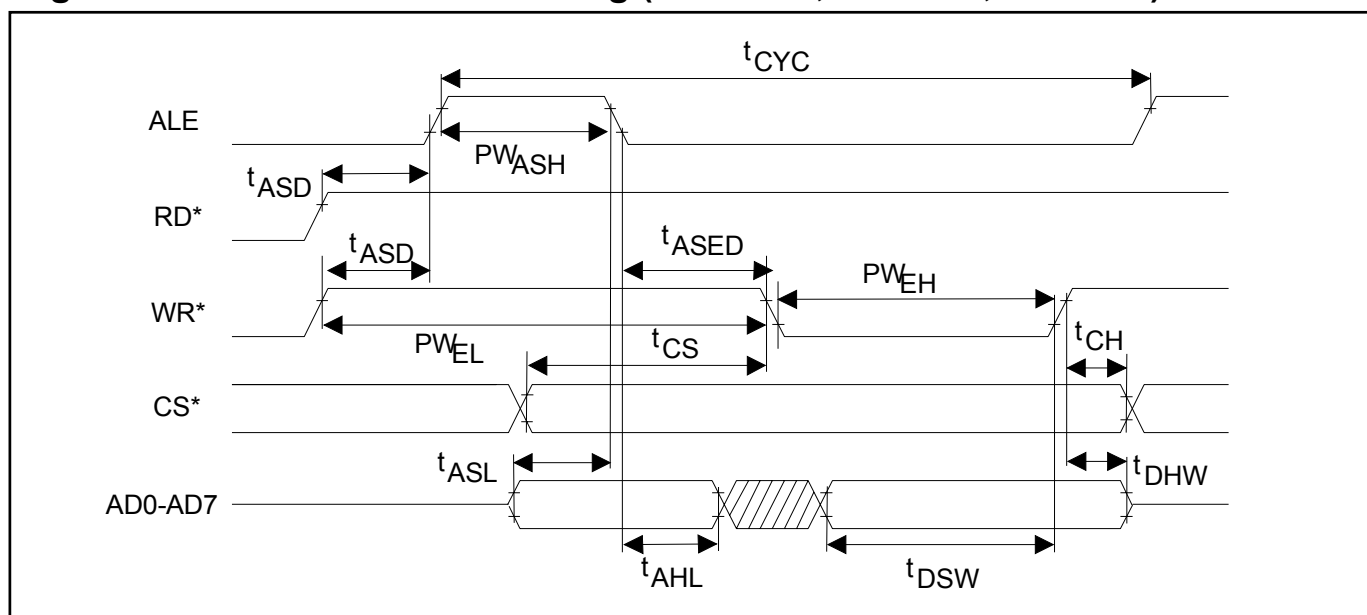 tCYC
ALE
PWASH
tASD
RD*
tASD
tASED
PWEH
WR*
PWEL
tCS
tCH
CS*
tASL
tDHW
AD0-AD7
tAHL
tDSW